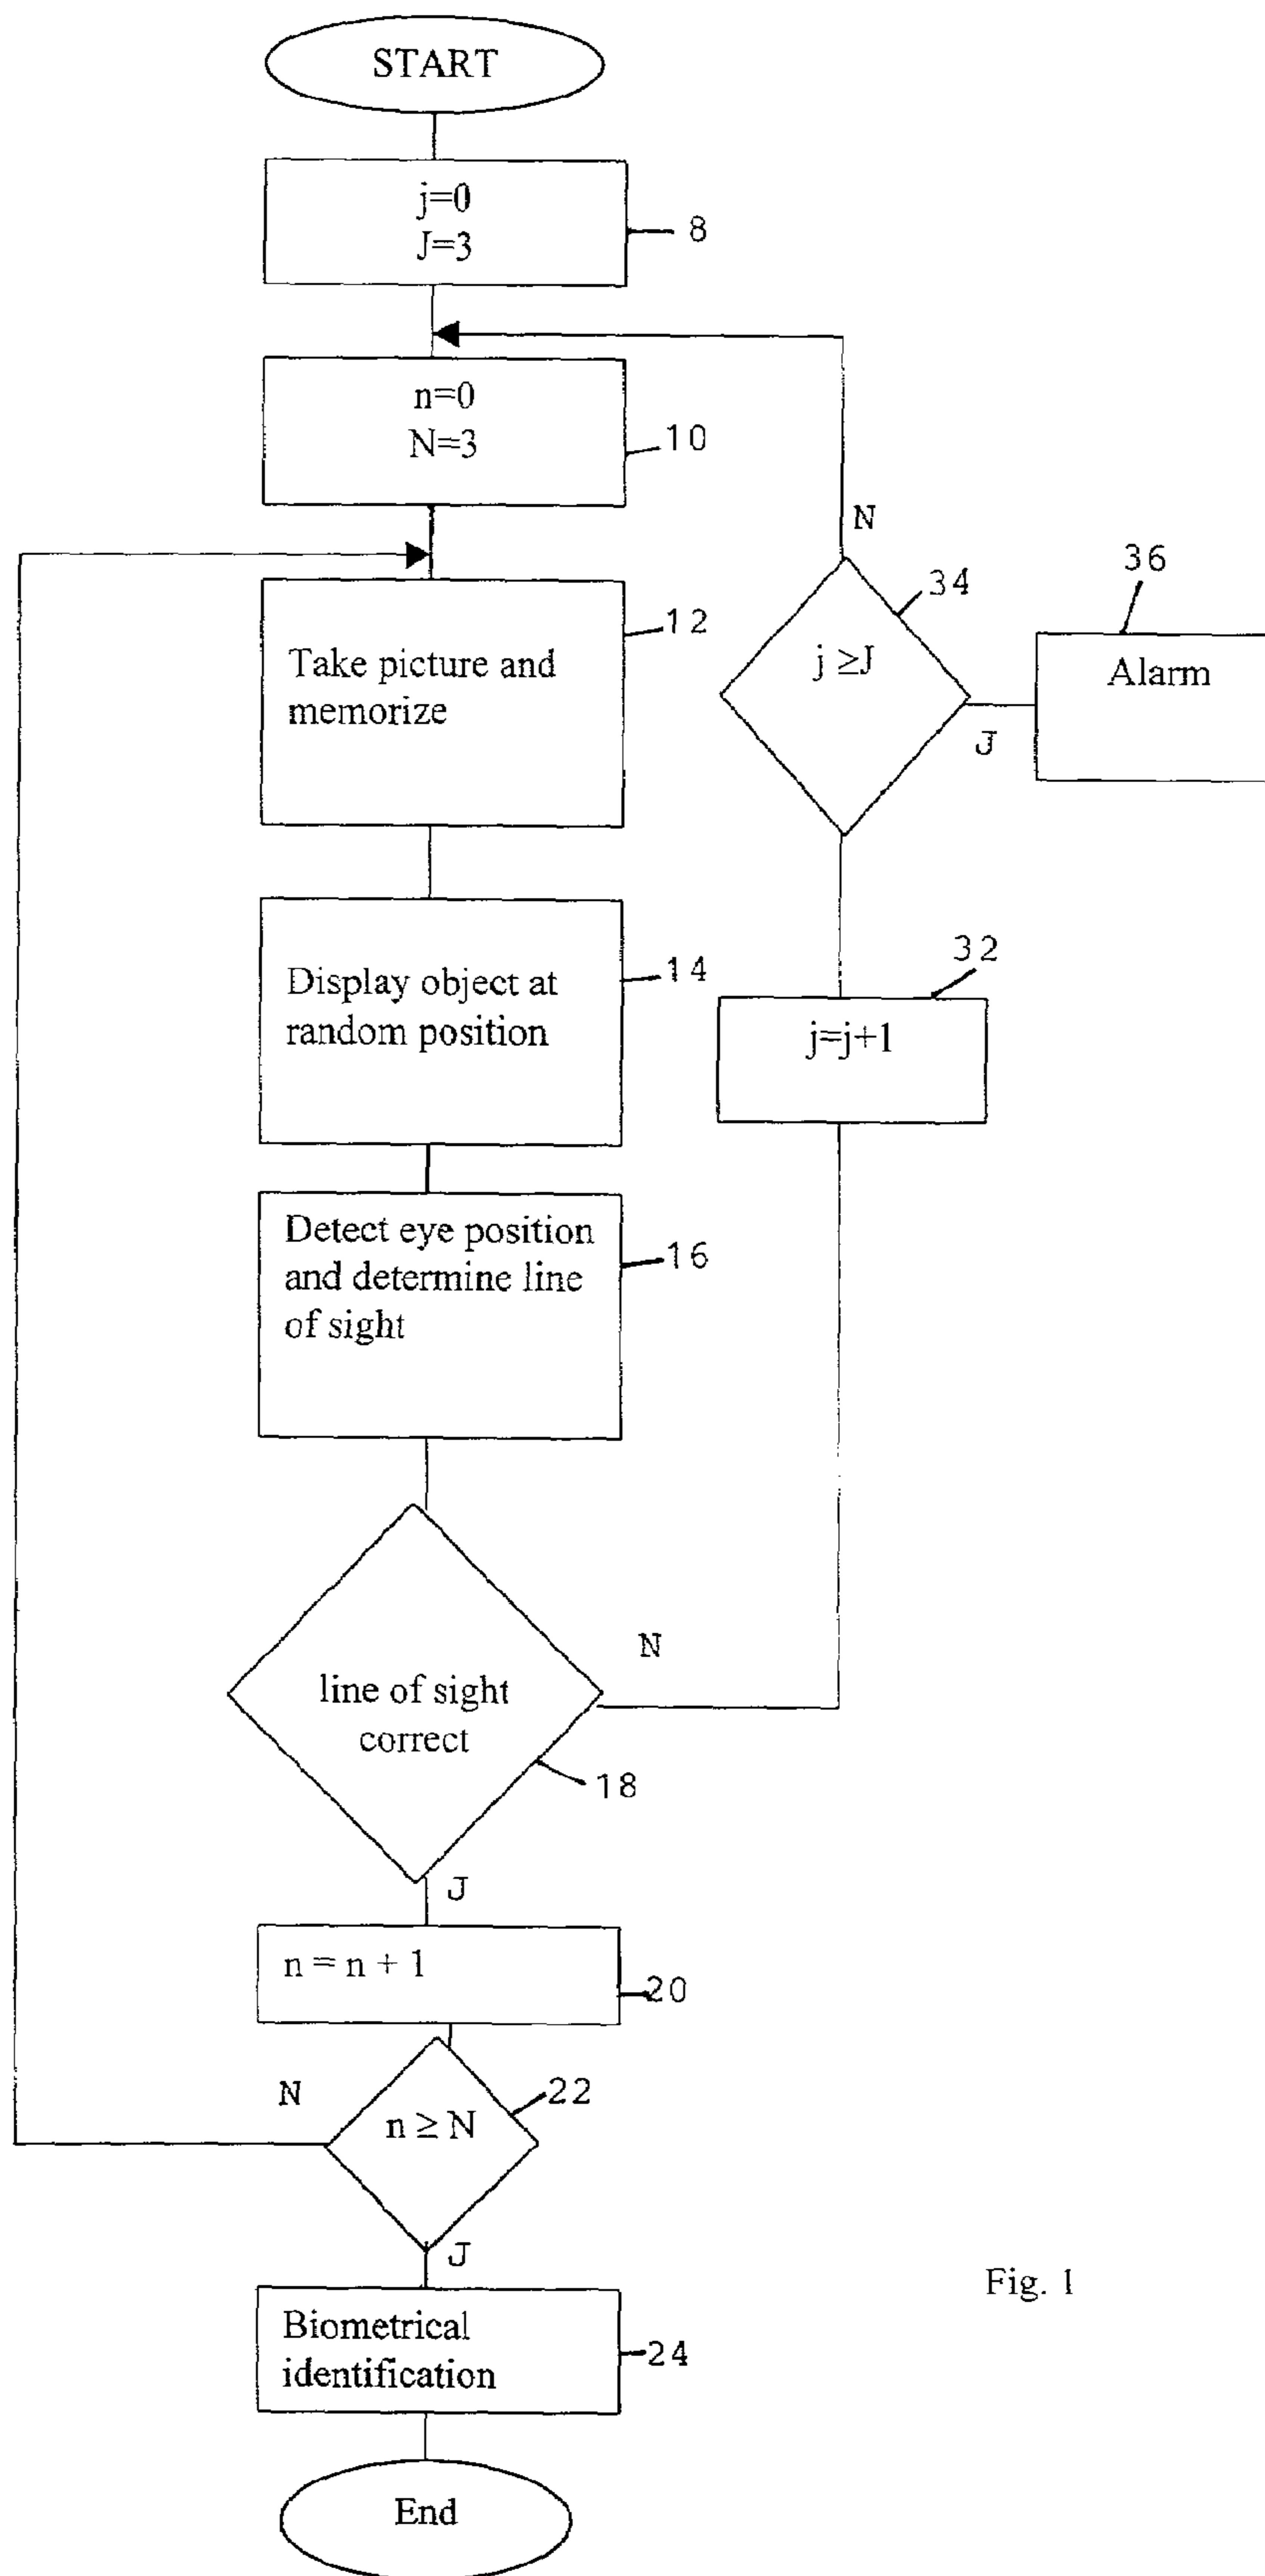 START
j=0
J=3
8
n=0
N=3
10
N
36
34
12
Take picture and
memorize
j ≥J
Alarm
J
32
14
Display object at
random position
j=j+1
Detect eye position
and determine line
of sight
16
N
line of sight
correct
18
J
n = n + 1
20
N
22
n ≥ N
J
Fig. 1
Biometrical
identification
24
End